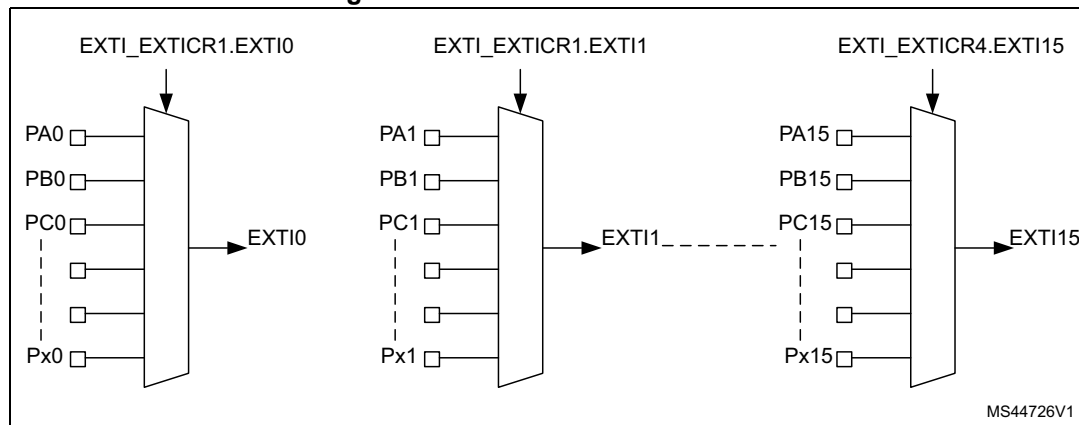 EXTI_EXTICR1.EXTI0 EXTI_EXTICR1.EXTI1 EXTI_EXTICR4.EXTI15
PA0 PA1 PA15
PB0 PB1 PB15
PC0 PC1 PC15
EXTI0 EXTI1 EXTI15
Px0 Px1 Px15
MS44726V1